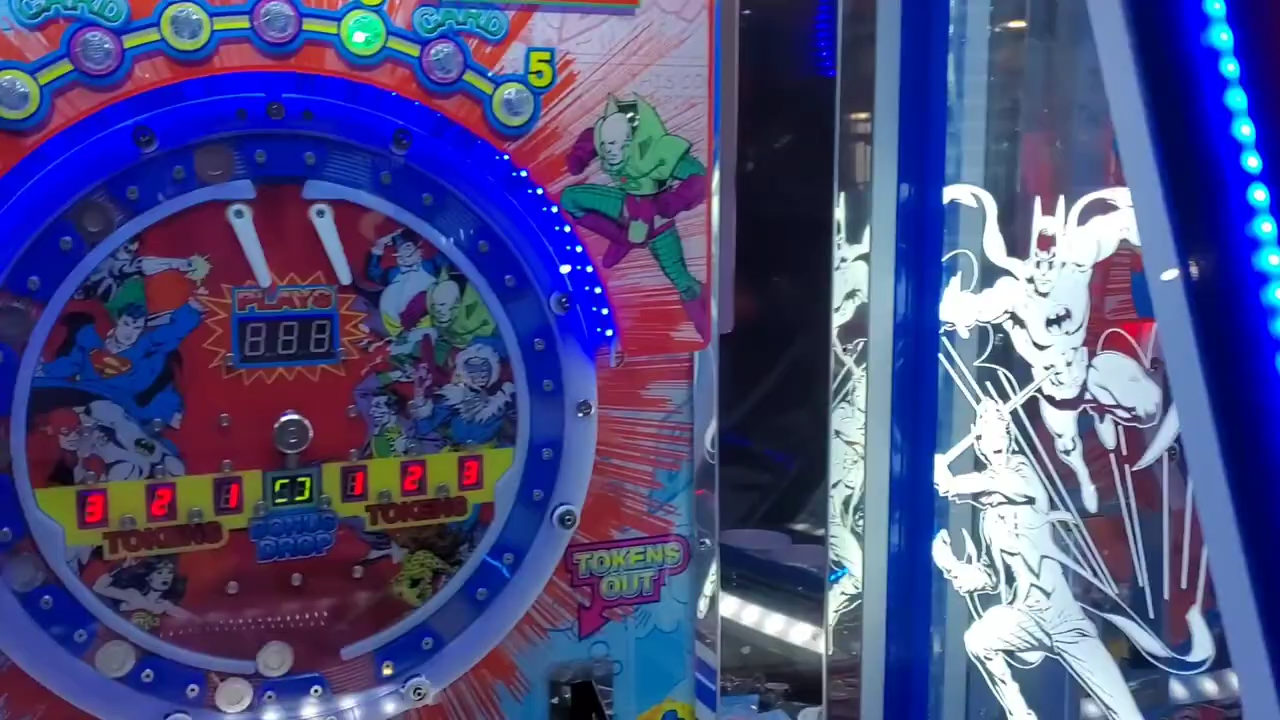 CARD
CARD
5
PLAYS
888
3 2 1 1 2 3
TOKENS
TOKENS
BONUS
DROP
TOKENS
OUT